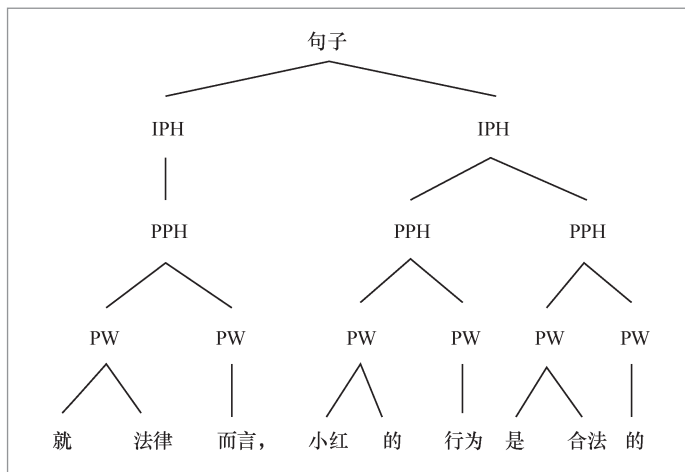 句子
IPH IPH
PPH PPH PPH
PW PW PW PW PW PW
就 法律 而言， 小红 的 行为 是 合法 的